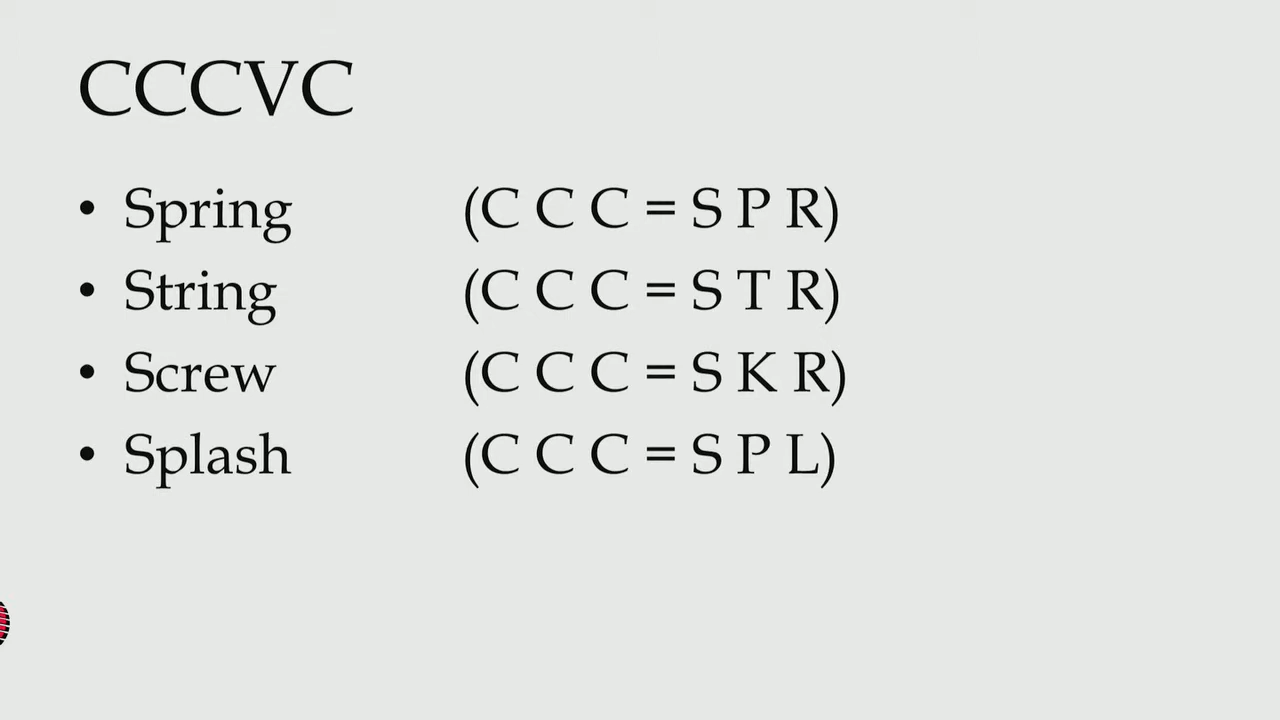 CCCVC
• Spring (C C C = S P R)
• String (C C C = S T R)
• Screw (C C C = S K R)
• Splash (C C C = S P L)